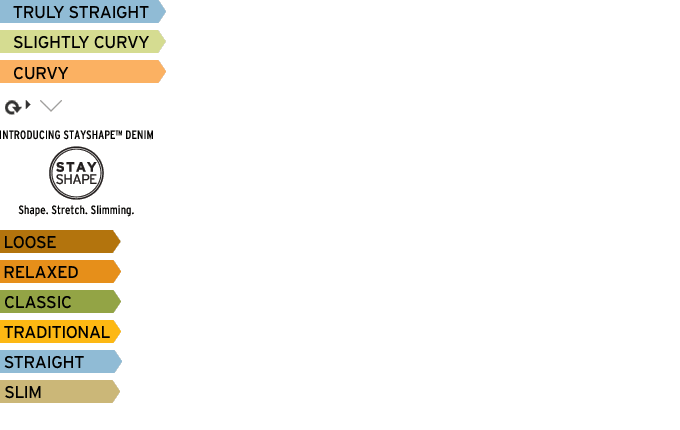 TRULY STRAIGHT
SLIGHTLY CURVY
CURVY
INTRODUCING STAYSHAPE™ DENIM
STAY
SHAPE
Shape. Stretch. Slimming.
LOOSE
RELAXED
CLASSIC
TRADITIONAL
STRAIGHT
SLIM